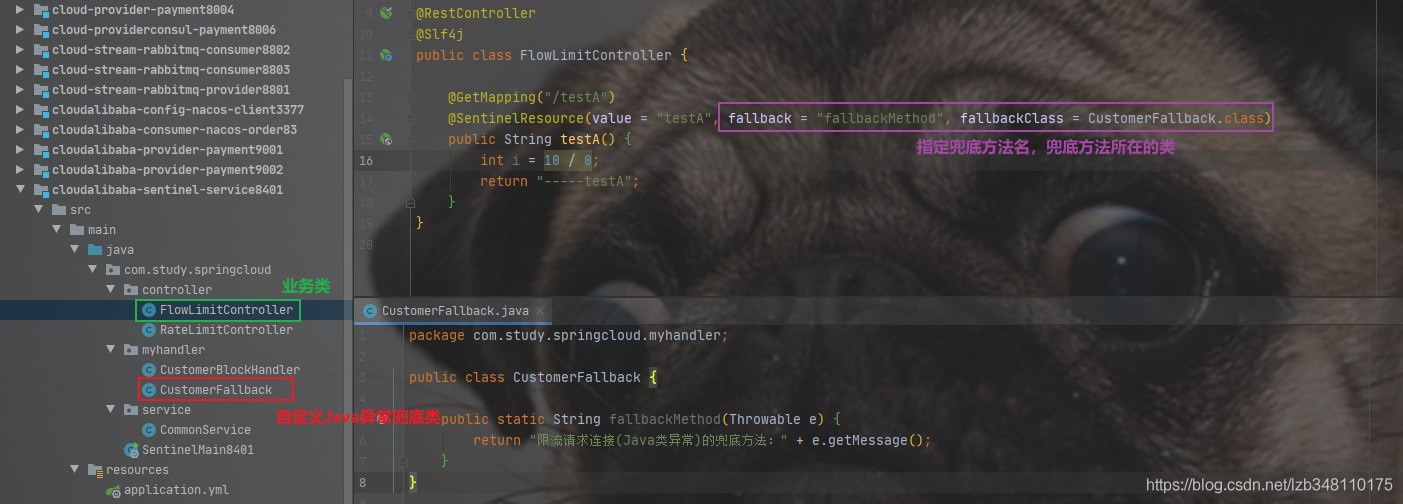 cloud-provider-payment8004
cloud-providerconsul-payment8006
cloud-stream-rabbitmq-consumer8802
cloud-stream-rabbitmq-consumer8803
cloud-stream-rabbitmq-provider8801
cloudalibaba-config-nacos-client3377
cloudalibaba-consumer-nacos-order83
cloudalibaba-provider-payment9001
cloudalibaba-provider-payment9002
cloudalibaba-sentinel-service8401
src
main
java
com.study.springcloud
controller
业务类
FlowLimitController
RateLimitController
myhandler
CustomerBlockHandler
CustomerFallback
自定义Java异常兜底类
service
CommonService
SentinelMain8401
resources
application.yml
9 @RestController
10 @Slf4j
11 public class FlowLimitController {
12
13 @GetMapping("/testA")
14 @SentinelResource(value = "testA", fallback = "fallbackMethod", fallbackClass = CustomerFallback.class)
15 public String testA() {
指定兜底方法名，兜底方法所在的类
16 int i = 10 / 0;
17 return "-----testA";
18 }
19 }
20
CustomerFallback.java
1 package com.study.springcloud.myhandler;
2
3 public class CustomerFallback {
public static String fallbackMethod(Throwable e) {
6 return "限流请求连接(Java类异常)的兜底方法：" + e.getMessage();
7 }
8 }
9
https://blog.csdn.net/lzb348110175